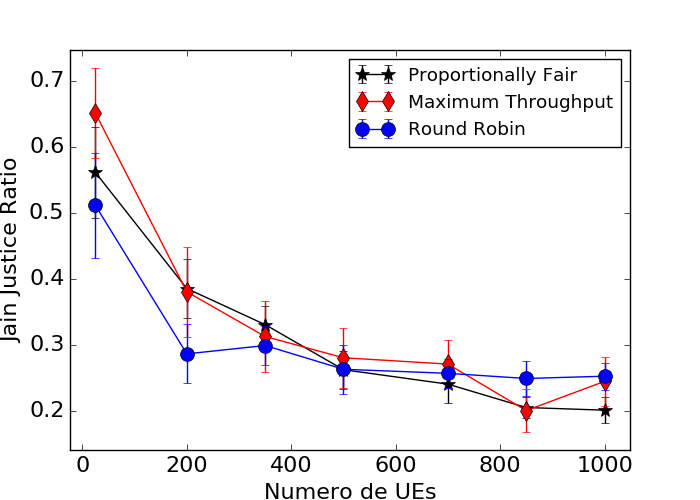 0.7
0.6
0.5
0.4
0.3
0.2
Jain Justice Ratio
Proportionally Fair
Maximum Throughput
Round Robin
0 200 400 600 800 1000
Numero de UEs